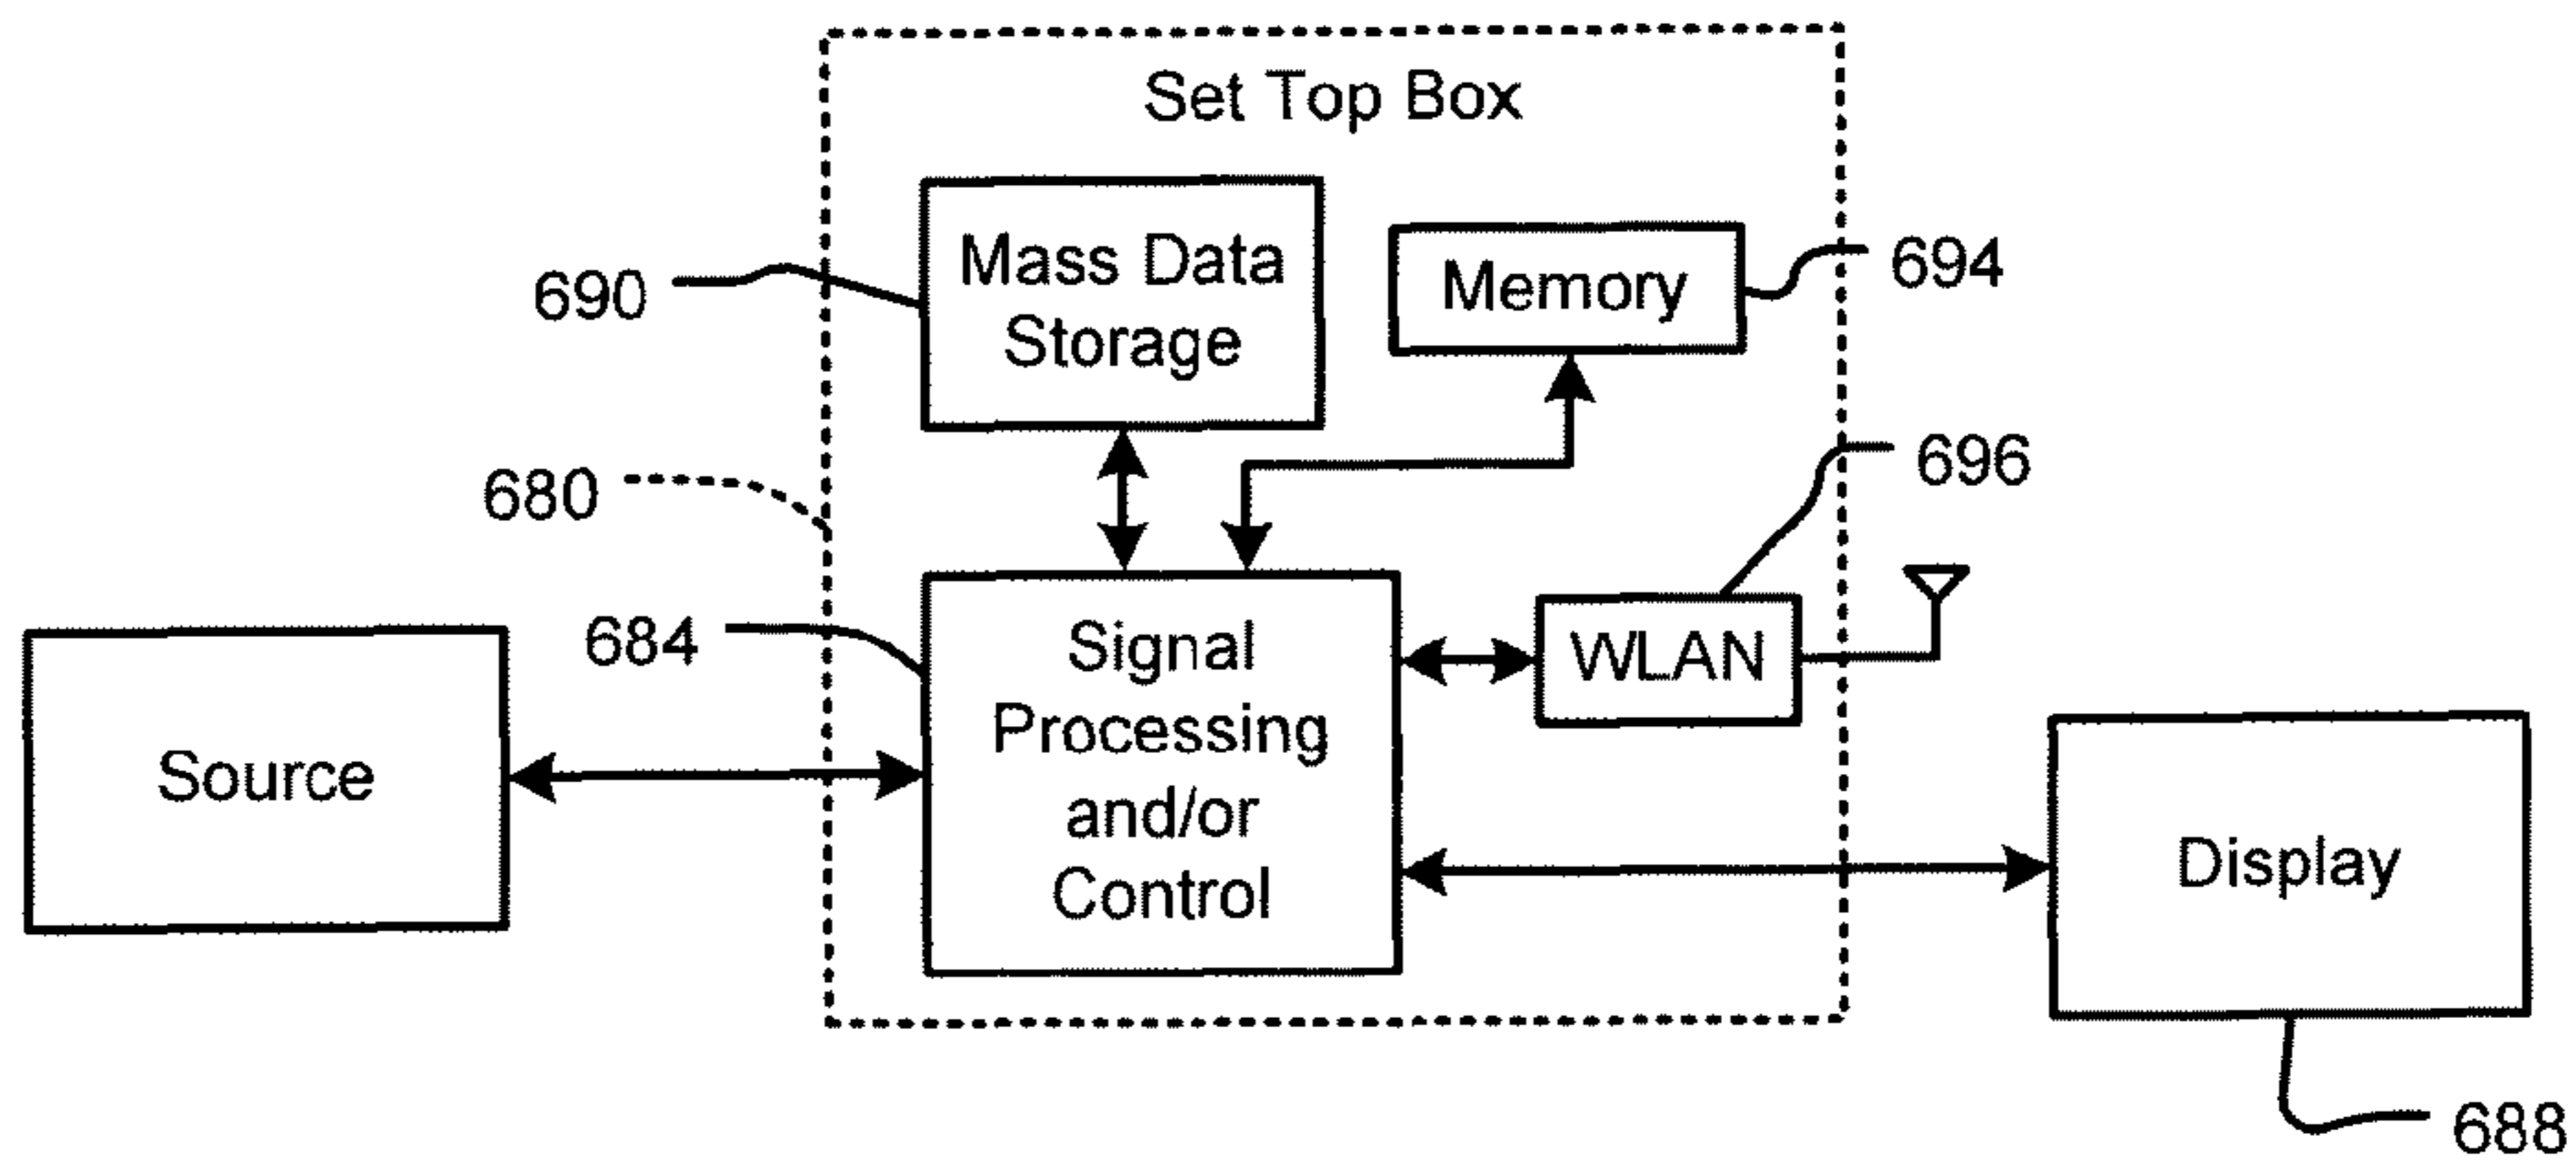 Set Top Box
690
Mass Data
Storage
Memory
694
680
696
684
Signal
Processing
and/or
Control
WLAN
Source
Display
688